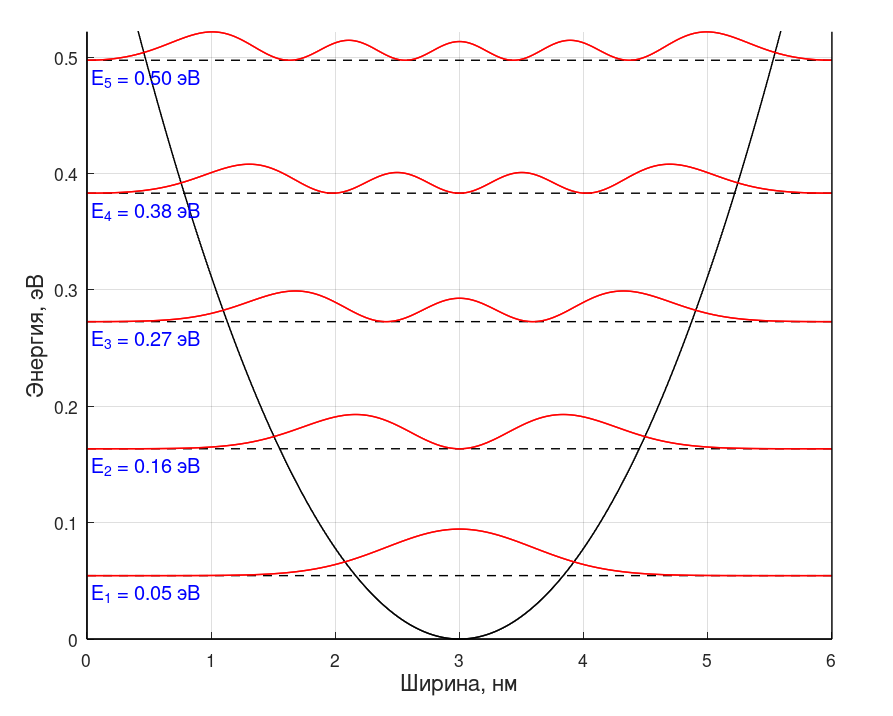 0.5
E₅ = 0.50 эВ
0.4
E₄ = 0.38 эВ
0.3
E₃ = 0.27 эВ
0.2
E₂ = 0.16 эВ
0.1
E₁ = 0.05 эВ
0
0 1 2 3 4 5 6
Ширина, нм
Энергия, эВ